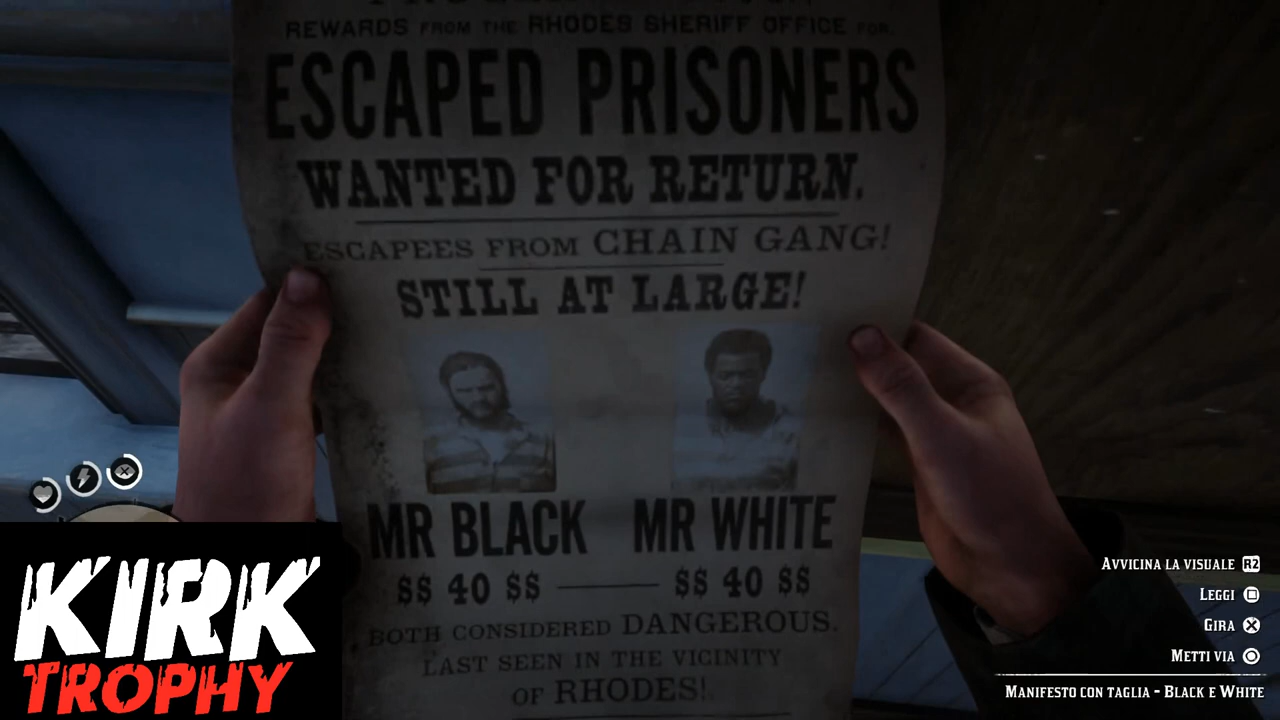 REWARDS FROM THE RHODES SHERIFF OFFICE FOR.
ESCAPED PRISONERS
WANTED FOR RETURN.
ESCAPEES FROM CHAIN GANG!
STILL AT LARGE!
MR BLACK MR WHITE
$$ 40 $$ $$ 40 $$
BOTH CONSIDERED DANGEROUS.
LAST SEEN IN THE VICINITY
OF RHODES!
KIRK
TROPHY
AVVICINA LA VISUALE R2
LEGGI
GIRA
METTI VIA
MANIFESTO CON TAGLIA - BLACK E WHITE